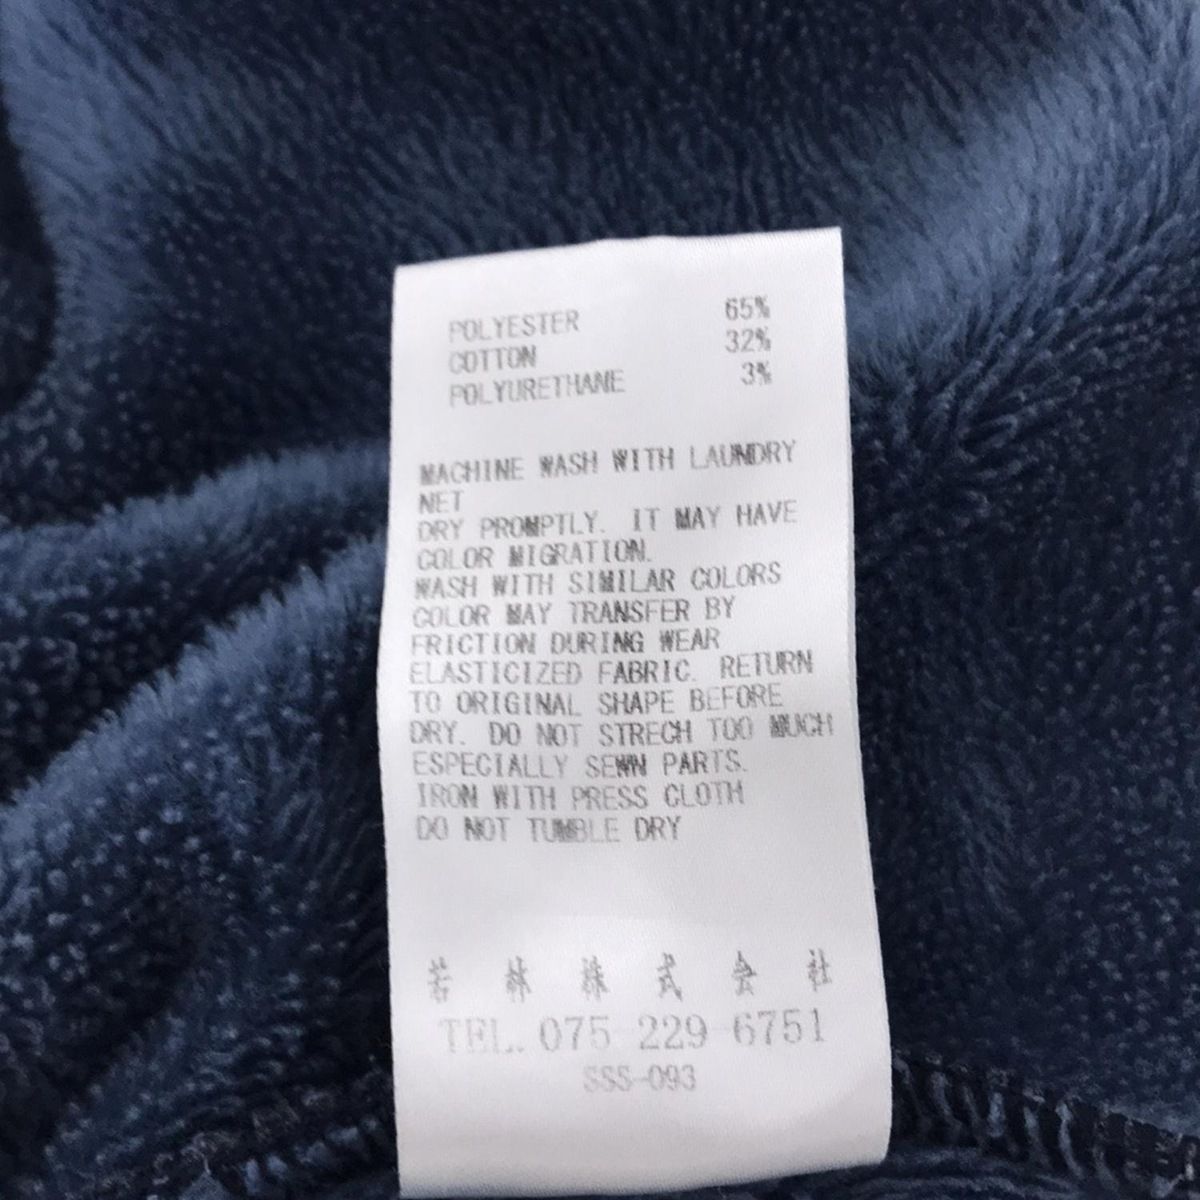 POLYESTER 65%
COTTON 32%
POLYURETHANE 3%
MACHINE WASH WITH LAUNDRY
NET
DRY PROMPTLY. IT MAY HAVE
COLOR MIGRATION.
WASH WITH SIMILAR COLORS
COLOR MAY TRANSFER BY
FRICTION DURING WEAR
ELASTICIZED FABRIC. RETURN
TO ORIGINAL SHAPE BEFORE
DRY. DO NOT STRECH TOO MUCH
ESPECIALLY SEWN PARTS.
IRON WITH PRESS CLOTH
DO NOT TUMBLE DRY
若林株式会社
TEL. 075 229 6751
SSS-093